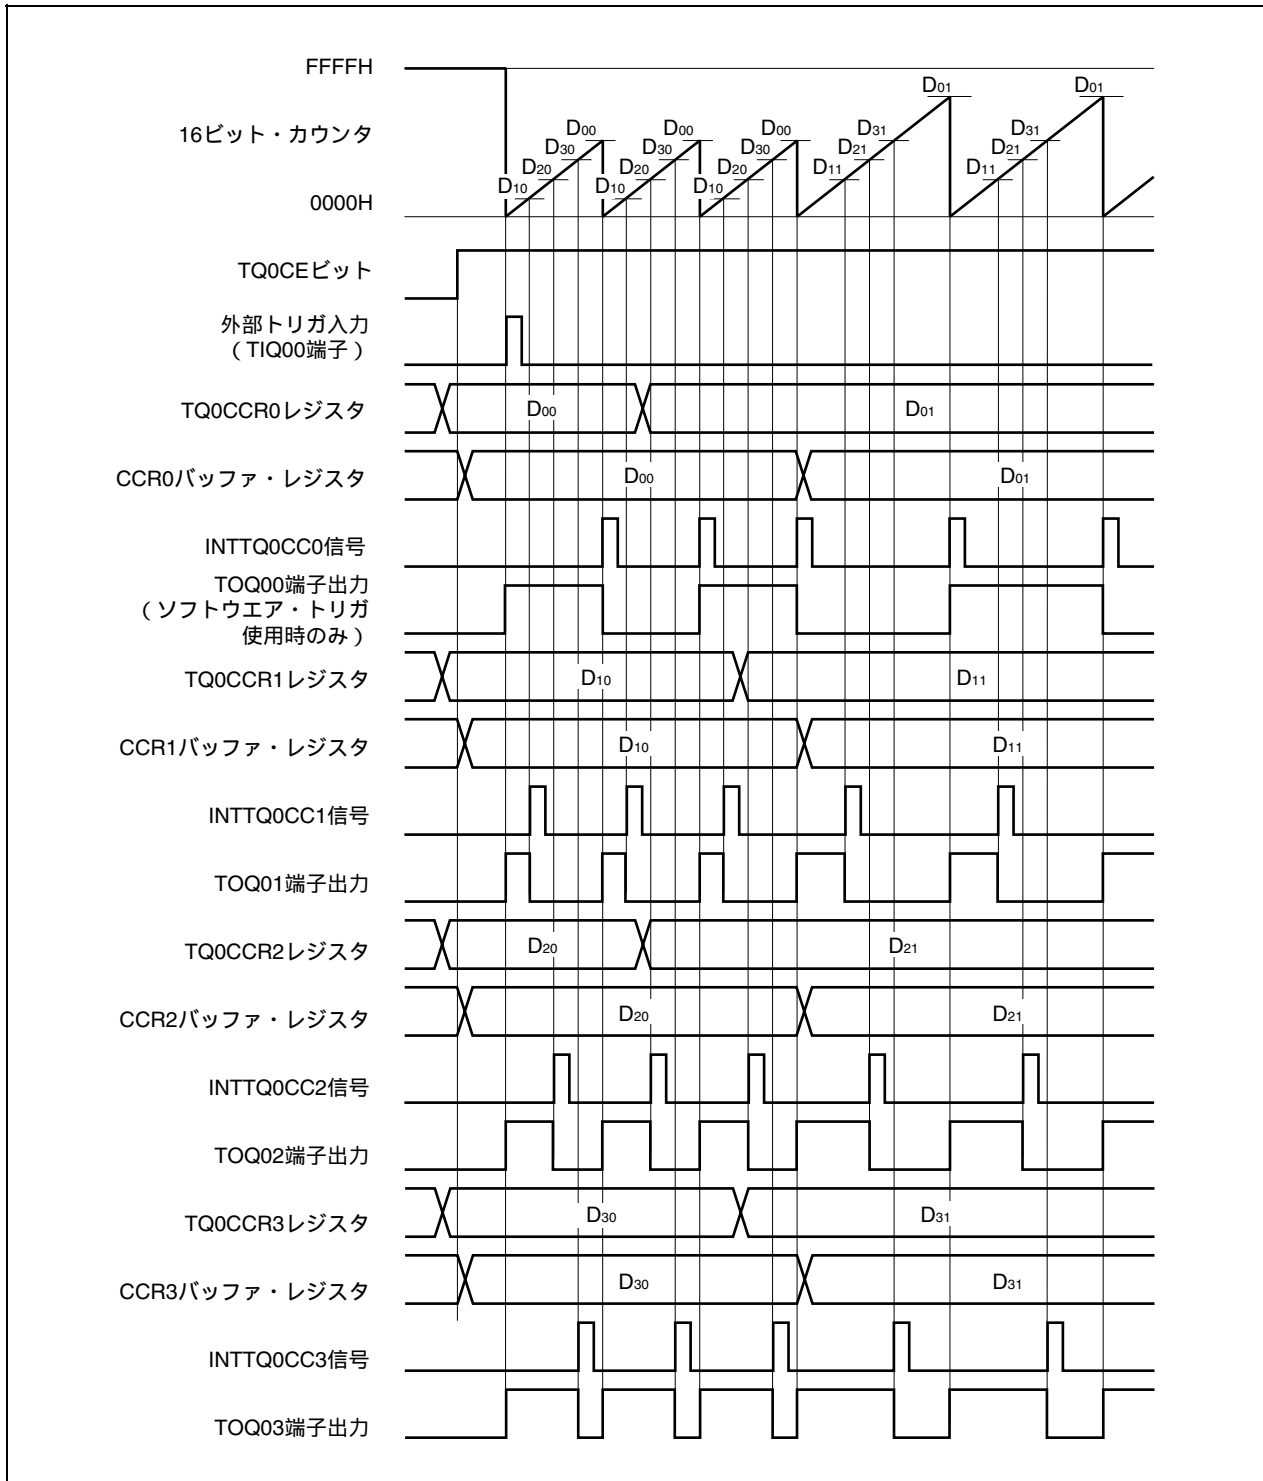 FFFFH
D01 D01
16ビット・カウンタ
D00 D00 D00 D31 D31
D30 D30 D30 D21 D21
D20 D20 D20 D11 D11
D10 D10 D10
0000H
TQ0CEビット
外部トリガ入力
（TIQ00端子）
TQ0CCR0レジスタ D00 D01
CCR0バッファ・レジスタ D00 D01
INTTQ0CC0信号
TOQ00端子出力
（ソフトウエア・トリガ
使用時のみ）
TQ0CCR1レジスタ D10 D11
CCR1バッファ・レジスタ D10 D11
INTTQ0CC1信号
TOQ01端子出力
TQ0CCR2レジスタ D20 D21
CCR2バッファ・レジスタ D20 D21
INTTQ0CC2信号
TOQ02端子出力
TQ0CCR3レジスタ D30 D31
CCR3バッファ・レジスタ D30 D31
INTTQ0CC3信号
TOQ03端子出力